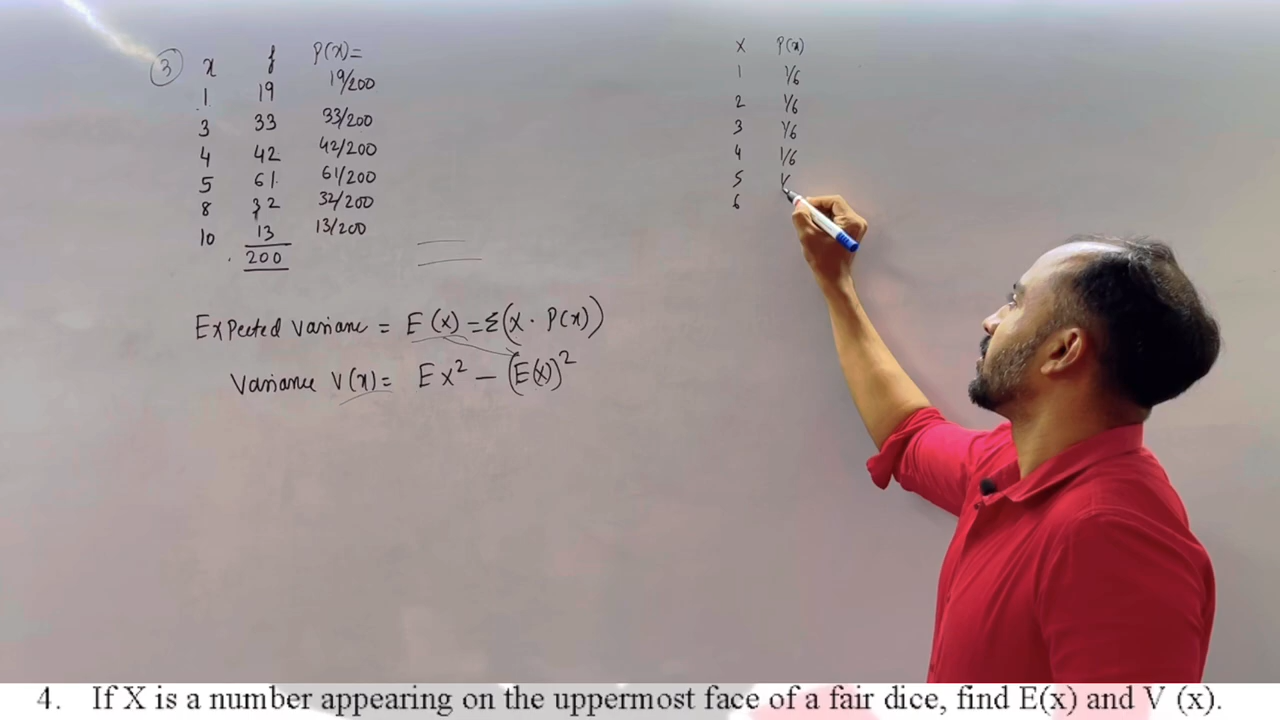 3 x f P(x)=
1 19 19/200
3 33 33/200
4 42 42/200
5 61 61/200
8 32 32/200
10 13 13/200
200
Expected variane = E(x) = Σ(x · P(x))
Variance V(x) = Ex² − (E(x))²
X P(x)
1 1/6
2 1/6
3 1/6
4 1/6
5 1/
6
4. If X is a number appearing on the uppermost face of a fair dice, find E(x) and V (x).